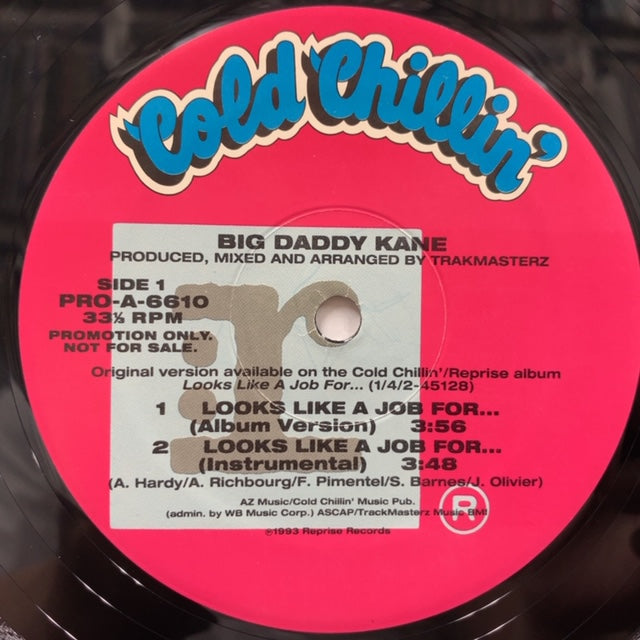 Cold Chillin'
BIG DADDY KANE
PRODUCED, MIXED AND ARRANGED BY TRAKMASTERZ
SIDE 1
PRO-A-6610
33⅓ RPM
PROMOTION ONLY.
NOT FOR SALE.
Original version available on the Cold Chillin'/Reprise album
Looks Like A Job For... (1/4/2-45128)
1 LOOKS LIKE A JOB FOR...
(Album Version) 3:56
2 LOOKS LIKE A JOB FOR...
(Instrumental) 3:48
(A. Hardy/A. Richbourg/F. Pimentel/S. Barnes/J. Olivier)
AZ Music/Cold Chillin' Music Pub.
(admin. by WB Music Corp.) ASCAP/TrackMasterz Music BMI
℗1993 Reprise Records
r:
R